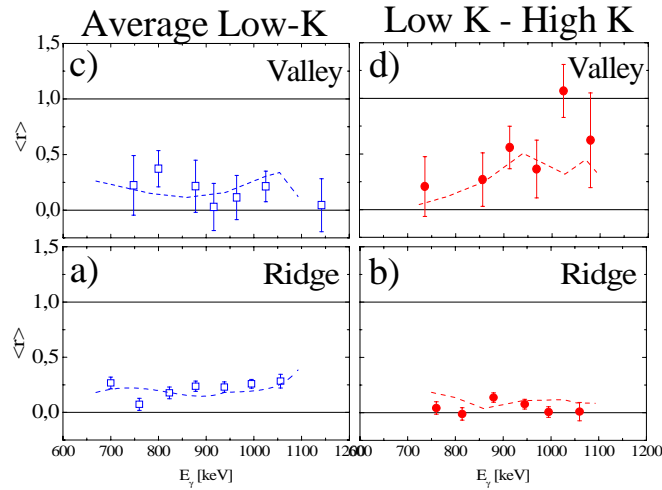 Average Low-K Low K - High K
c) Valley d) Valley
1,5
1,0
0,5
0,0
<r>
a) Ridge b) Ridge
1,5
1,0
0,5
0,0
<r>
600 700 800 900 1000 1100 1200
600 700 800 900 1000 1100 1200
E_γ [keV] E_γ [keV]